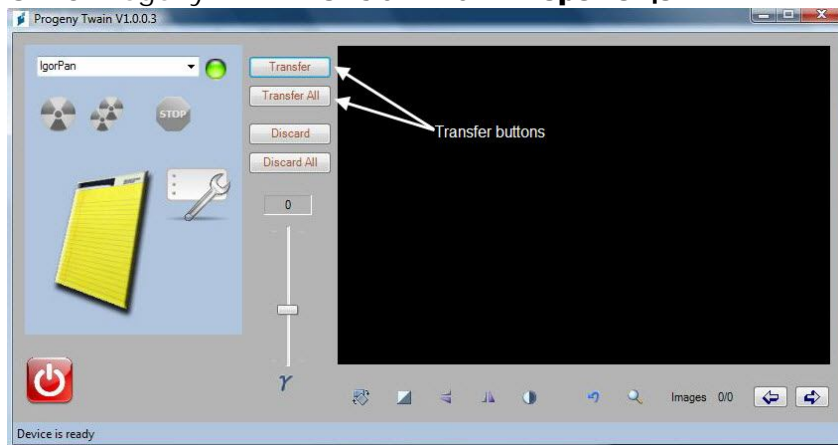 Progeny Twain V1.0.0.3
IgorPan
Transfer
Transfer All
STOP
Transfer buttons
Discard
Discard All
0
γ
Images 0/0
Device is ready